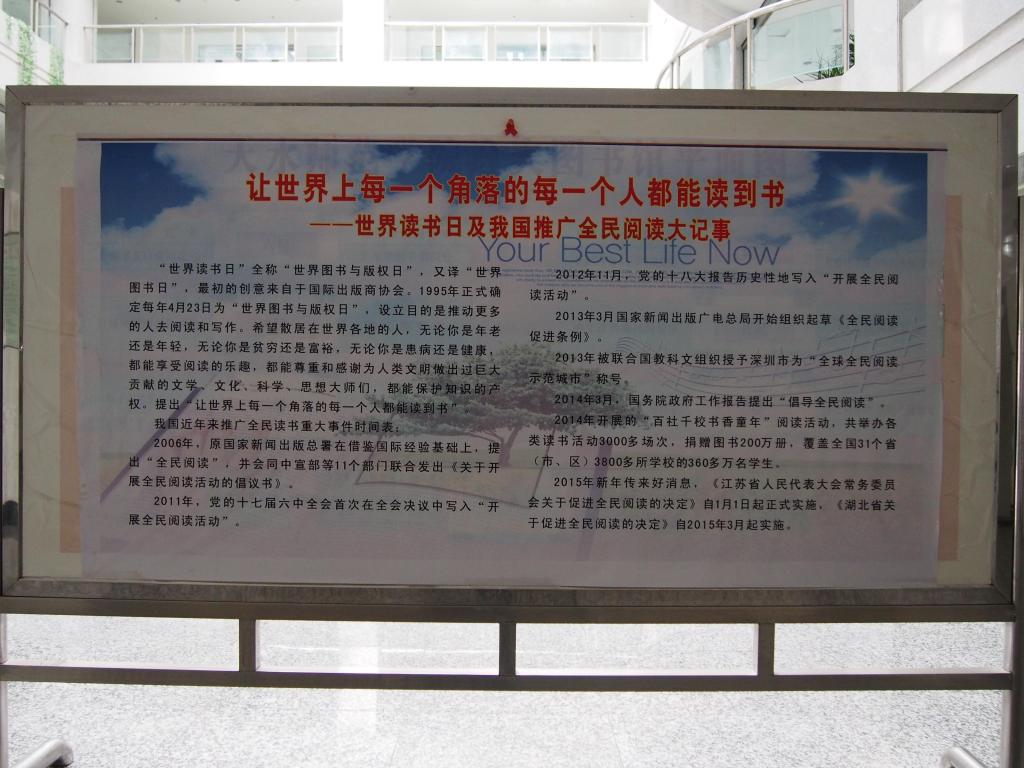 让世界上每一个角落的每一个人都能读到书
——世界读书日及我国推广全民阅读大记事
Your Best Life Now
“世界读书日”全称“世界图书与版权日”，又译“世界
图书日”，最初的创意来自于国际出版商协会。1995年正式确
定每年4月23日为“世界图书与版权日”，设立目的是推动更多
的人去阅读和写作。希望散居在世界各地的人，无论你是年老
还是年轻，无论你是贫穷还是富裕，无论你是患病还是健康，
都能享受阅读的乐趣，都能尊重和感谢为人类文明做出过巨大
贡献的文学、文化、科学、思想大师们，都能保护知识的产
权。提出“让世界上每一个角落的每一个人都能读到书”。
我国近年来推广全民读书重大事件时间表：
2006年，原国家新闻出版总署在借鉴国际经验基础上，提
出“全民阅读”，并会同中宣部等11个部门联合发出《关于开
展全民阅读活动的倡议书》。
2011年，党的十七届六中全会首次在全会决议中写入“开
展全民阅读活动”。
2012年11月，党的十八大报告历史性地写入“开展全民阅
读活动”。
2013年3月国家新闻出版广电总局开始组织起草《全民阅读
促进条例》。
2013年被联合国教科文组织授予深圳市为“全球全民阅读
示范城市”称号。
2014年3月，国务院政府工作报告提出“倡导全民阅读”。
2014年开展的“百社千校书香童年”阅读活动，共举办各
类读书活动3000多场次，捐赠图书200万册，覆盖全国31个省
（市、区）3800多所学校的360多万名学生。
2015年新年传来好消息，《江苏省人民代表大会常务委员
会关于促进全民阅读的决定》自1月1日起正式实施，《湖北省关
于促进全民阅读的决定》自2015年3月起实施。